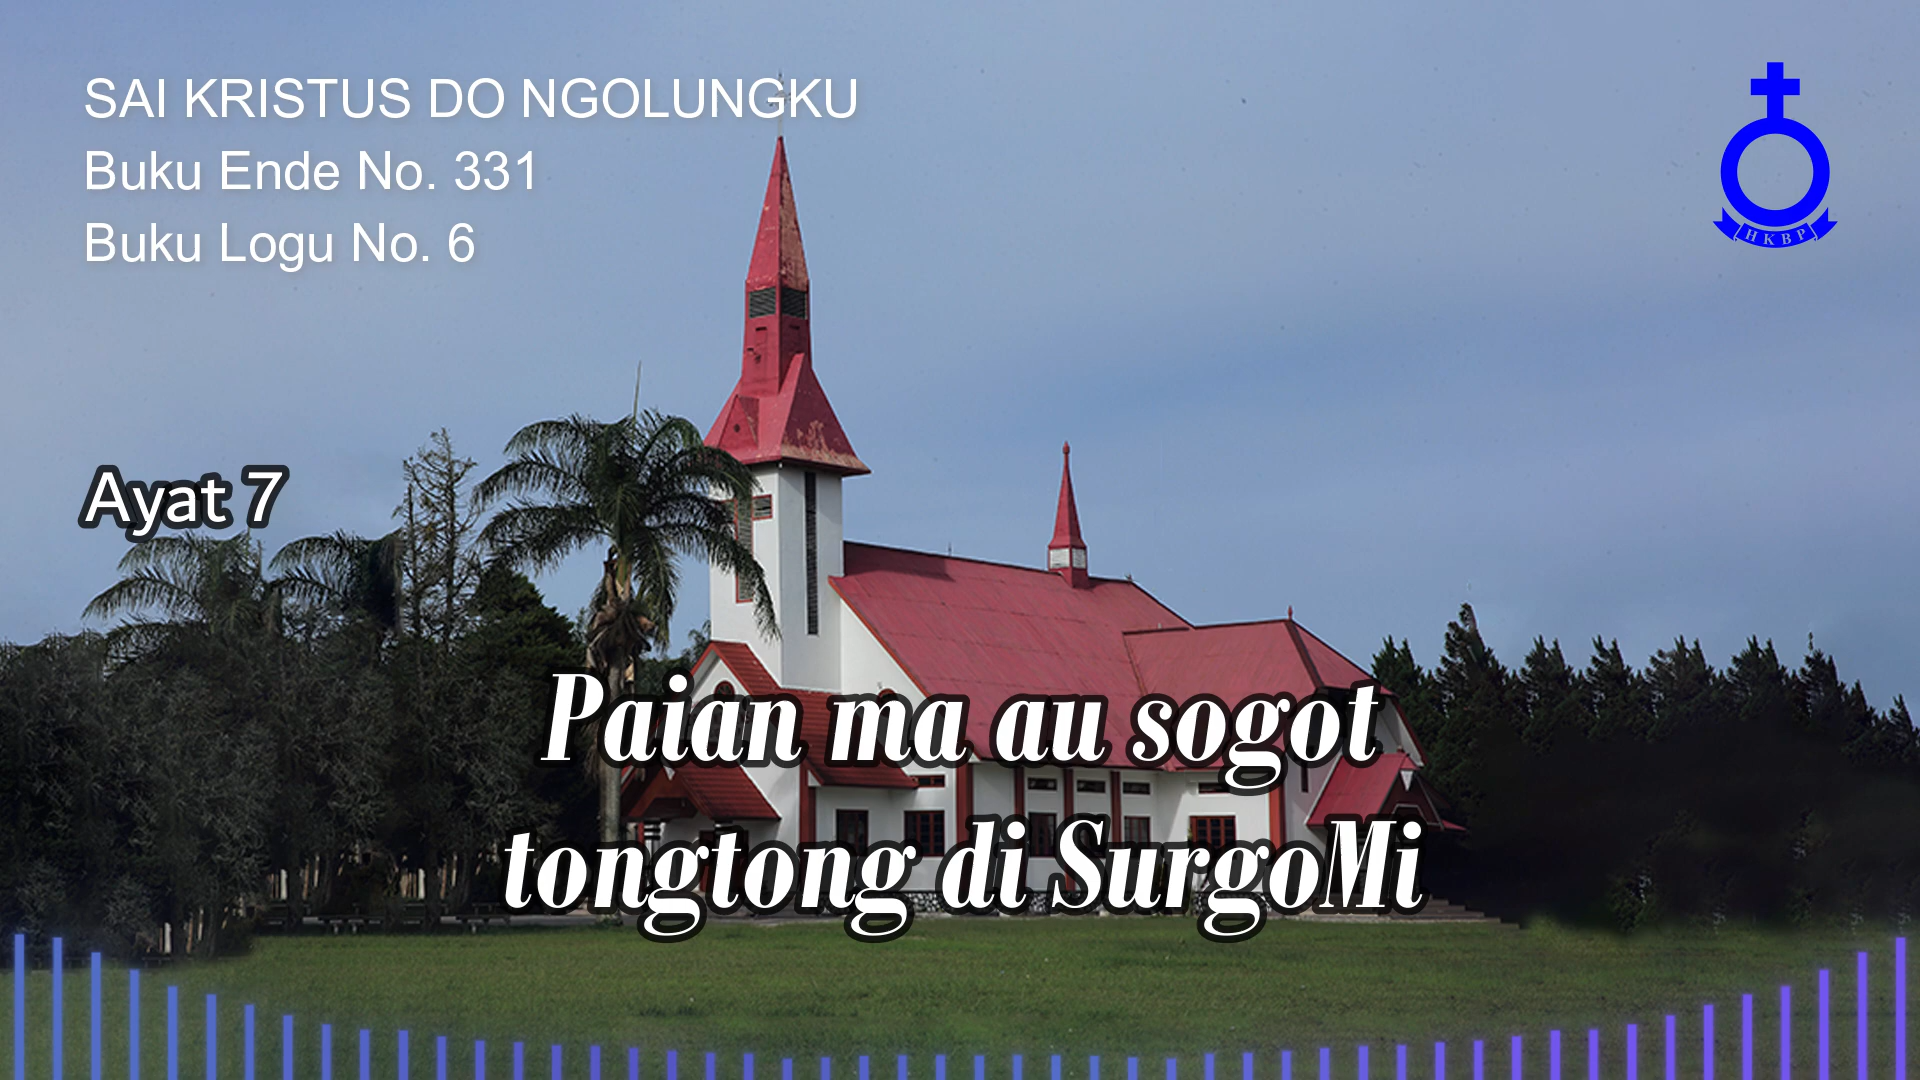 SAI KRISTUS DO NGOLUNGKU
Buku Ende No. 331
Buku Logu No. 6
HKBP
Ayat 7
Paian ma au sogot
tongtong di SurgoMi